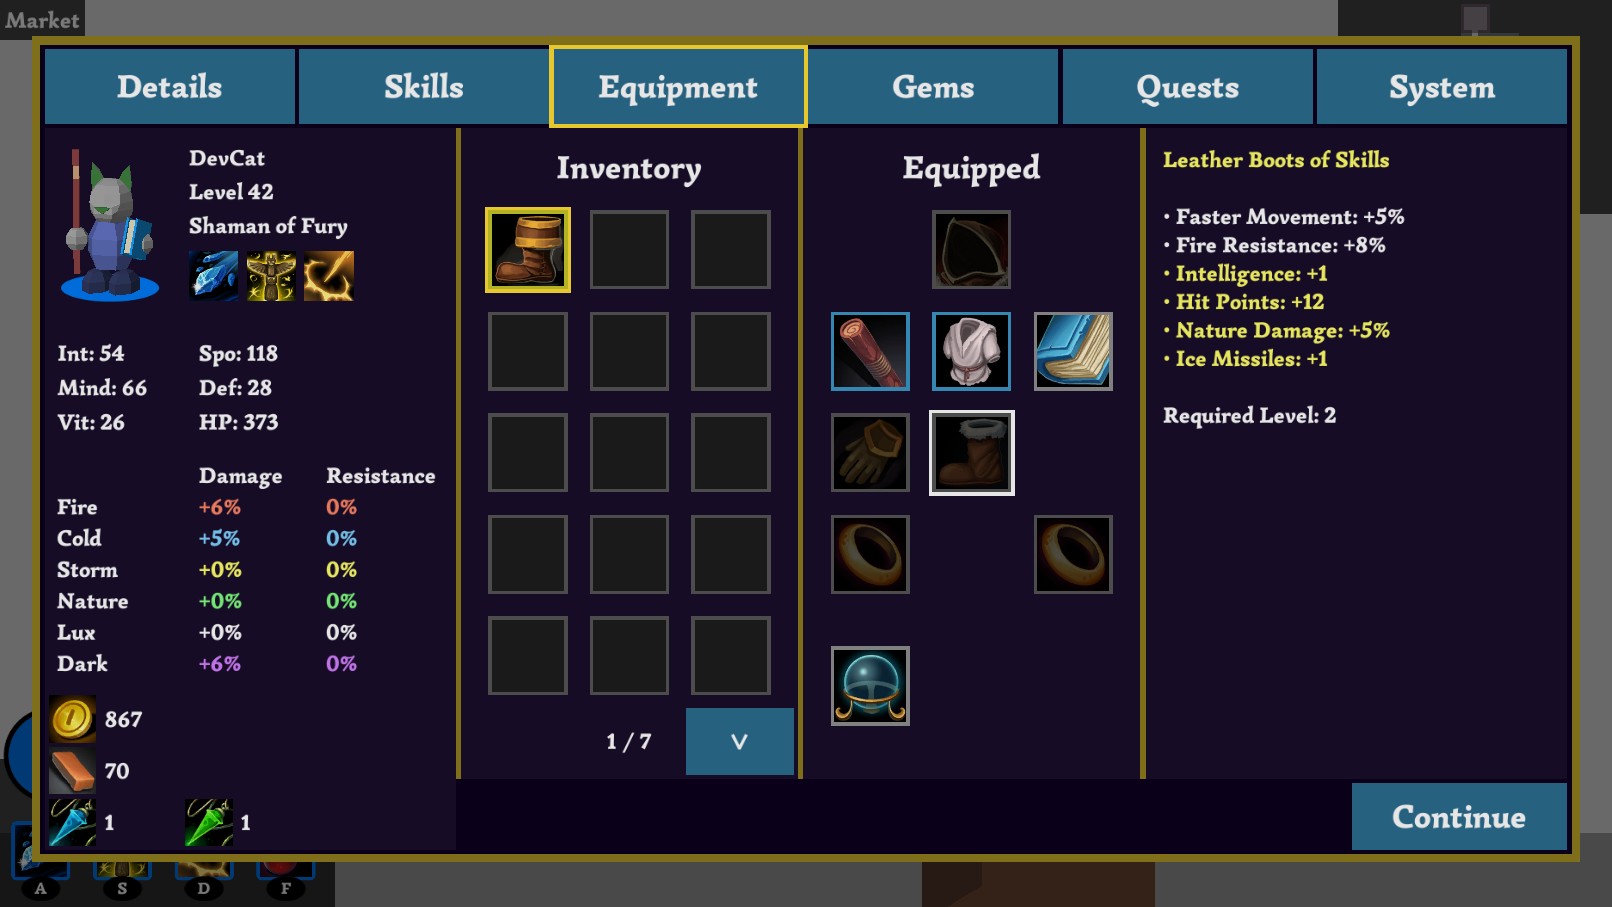 Market
Details Skills Equipment Gems Quests System
DevCat
Level 42
Shaman of Fury
Int: 54 Spo: 118
Mind: 66 Def: 28
Vit: 26 HP: 373
Damage Resistance
Fire +6% 0%
Cold +5% 0%
Storm +0% 0%
Nature +0% 0%
Lux +0% 0%
Dark +6% 0%
867
70
1 1
Inventory
1 / 7 V
Equipped
Leather Boots of Skills
• Faster Movement: +5%
• Fire Resistance: +8%
• Intelligence: +1
• Hit Points: +12
• Nature Damage: +5%
• Ice Missiles: +1
Required Level: 2
Continue
A S D F